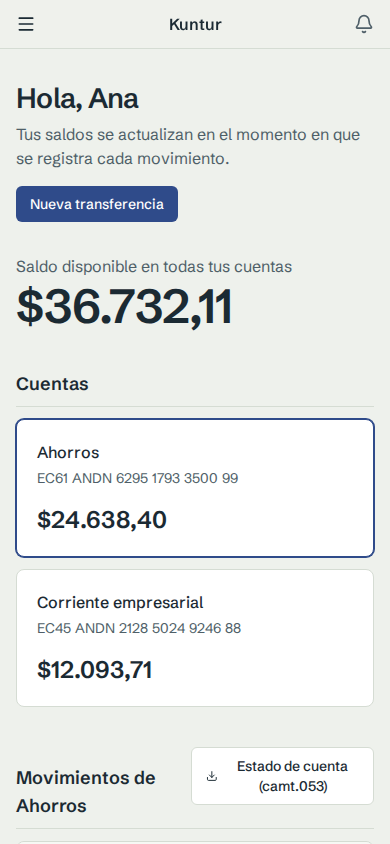 Kuntur
Hola, Ana
Tus saldos se actualizan en el momento en que
se registra cada movimiento.
Nueva transferencia
Saldo disponible en todas tus cuentas
$36.732,11
Cuentas
Ahorros
EC61 ANDN 6295 1793 3500 99
$24.638,40
Corriente empresarial
EC45 ANDN 2128 5024 9246 88
$12.093,71
Movimientos de
Ahorros
Estado de cuenta
(camt.053)